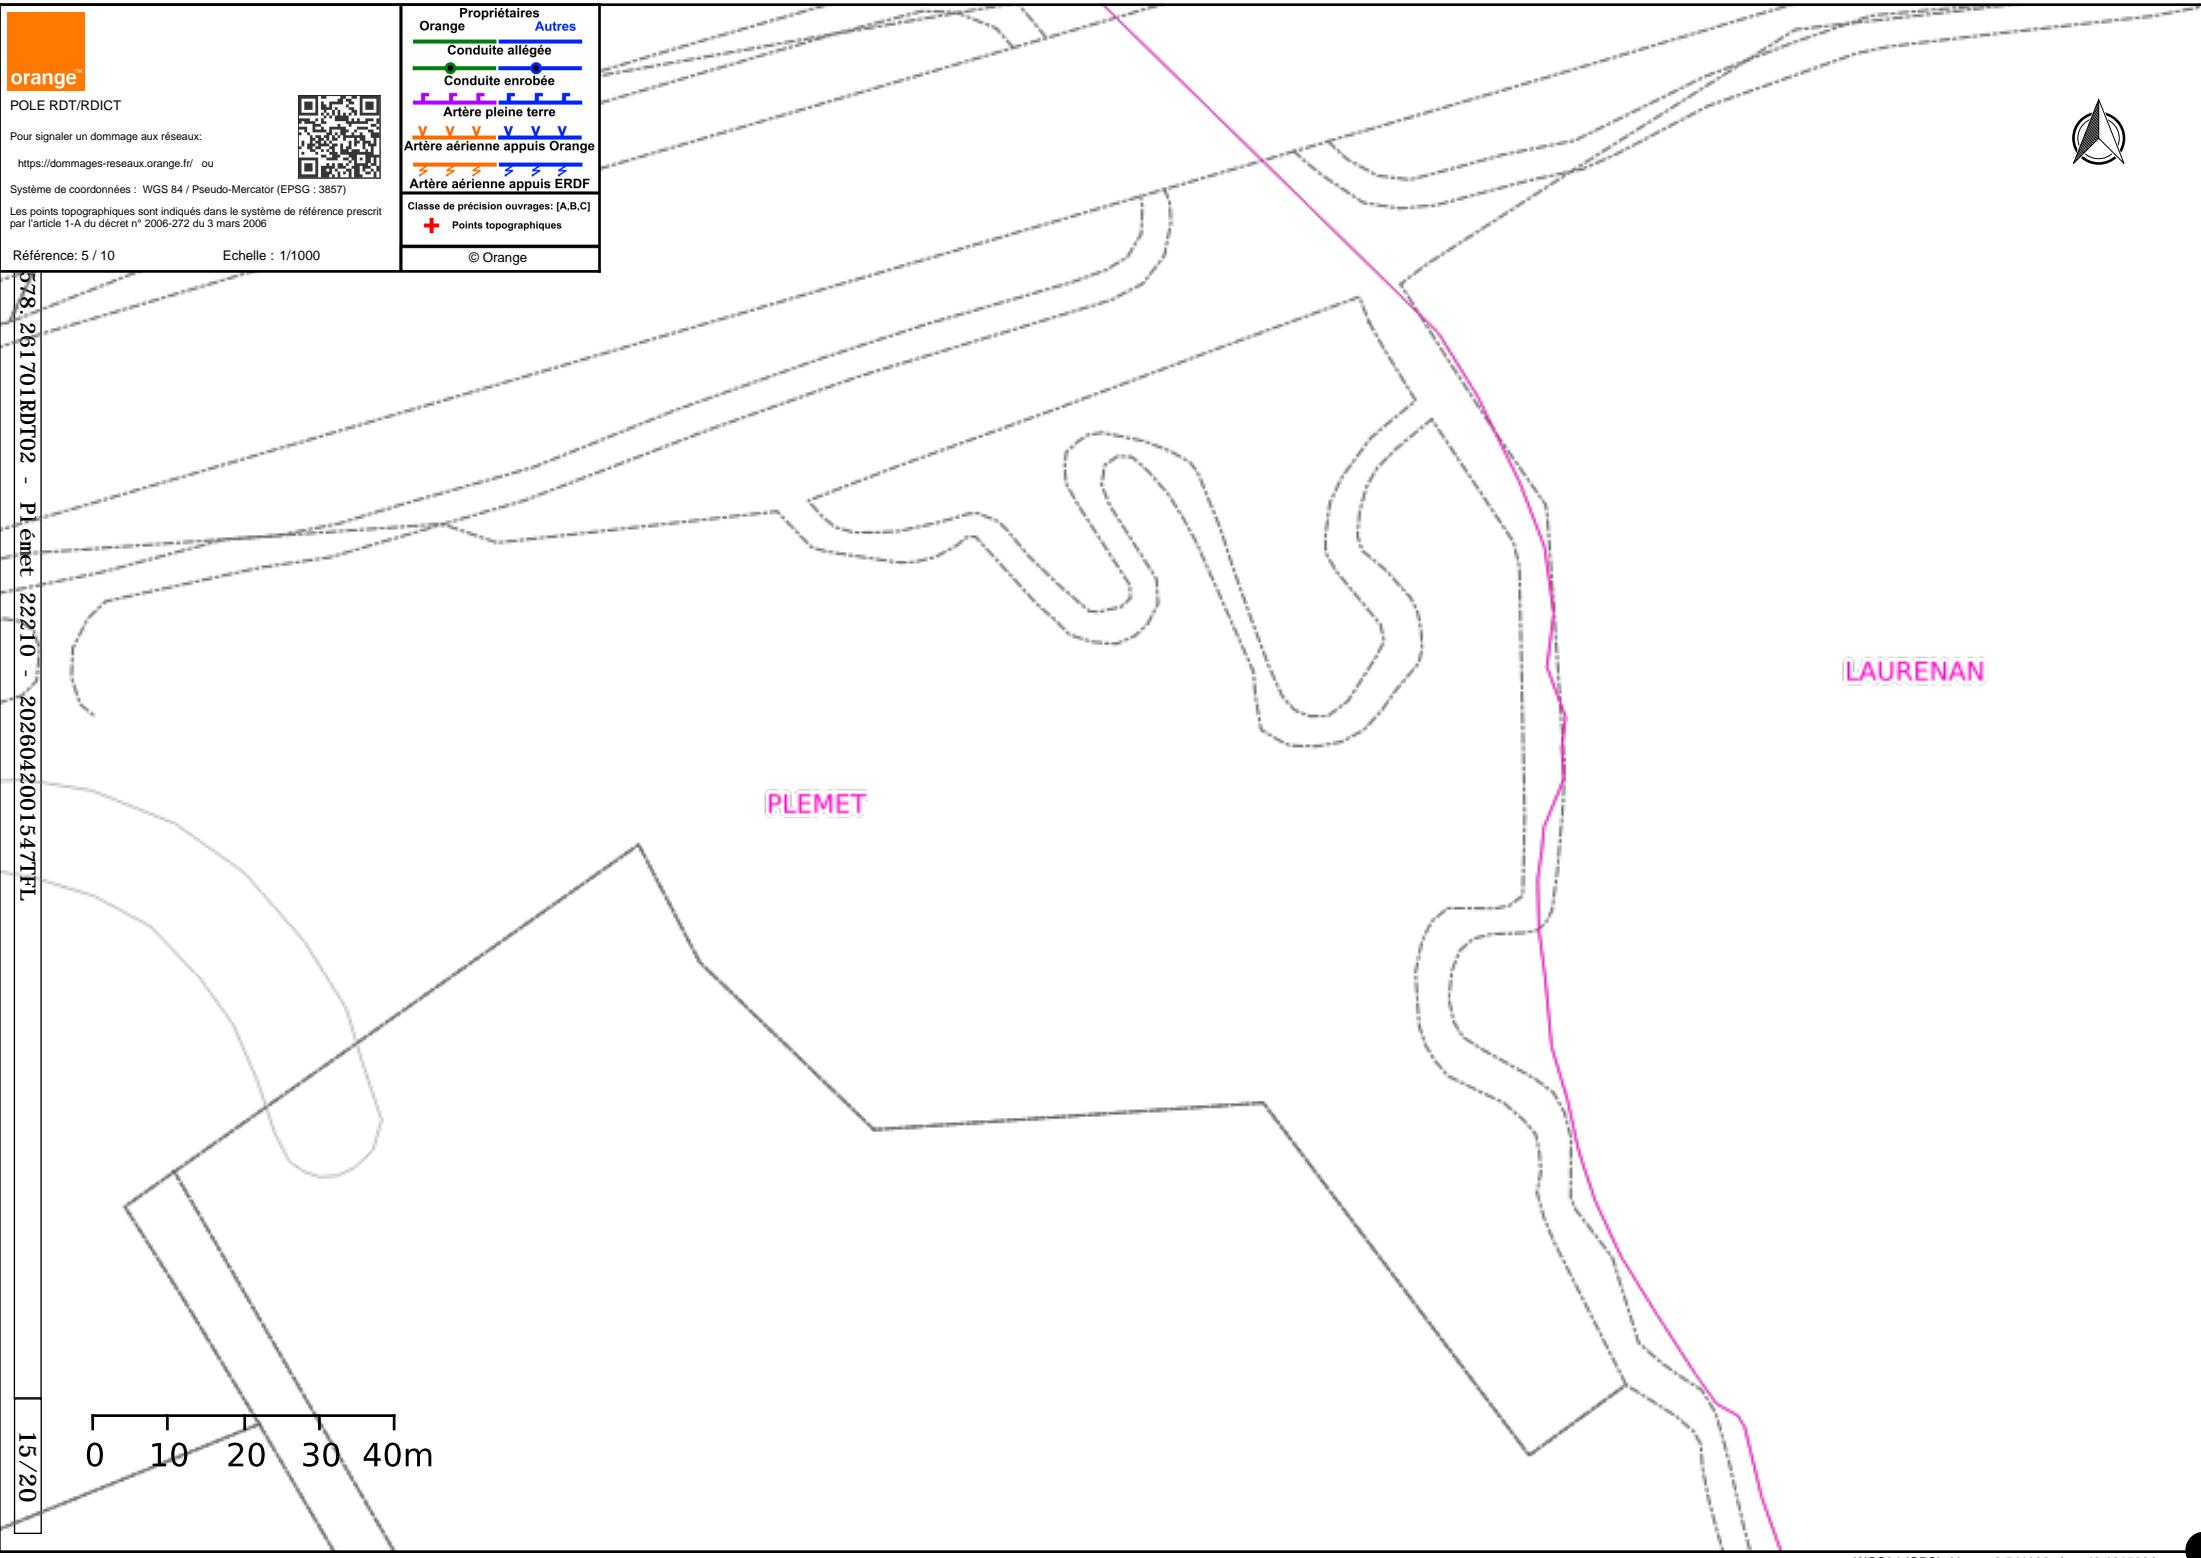 orange™
POLE RDT/RDICT
Pour signaler un dommage aux réseaux:
https://dommages-reseaux.orange.fr/ ou
Système de coordonnées : WGS 84 / Pseudo-Mercator (EPSG : 3857)
Les points topographiques sont indiqués dans le système de référence prescrit
par l'article 1-A du décret n° 2006-272 du 3 mars 2006
Référence: 5 / 10 Echelle : 1/1000
Propriétaires
Orange Autres
Conduite allégée
Conduite enrobée
Artère pleine terre
Artère aérienne appuis Orange
Artère aérienne appuis ERDF
Classe de précision ouvrages: [A,B,C]
Points topographiques
© Orange
578.261701RDT02 - Plémet 22210 - 2026042001547TFL
15/20
LAURENAN
PLEMET
0 10 20 30 40m